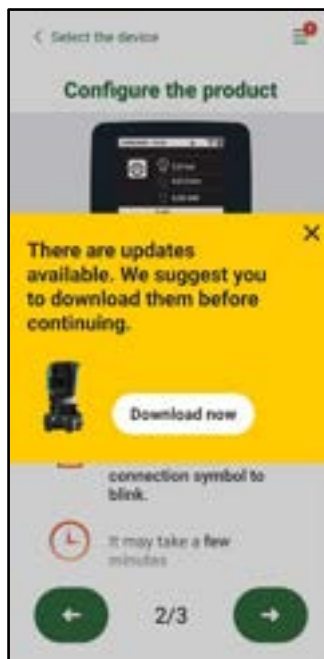 Select the device
Configure the product
There are updates
available. We suggest you
to download them before
continuing.
Download now
connection symbol to
blink.
It may take a few
minutes
2/3